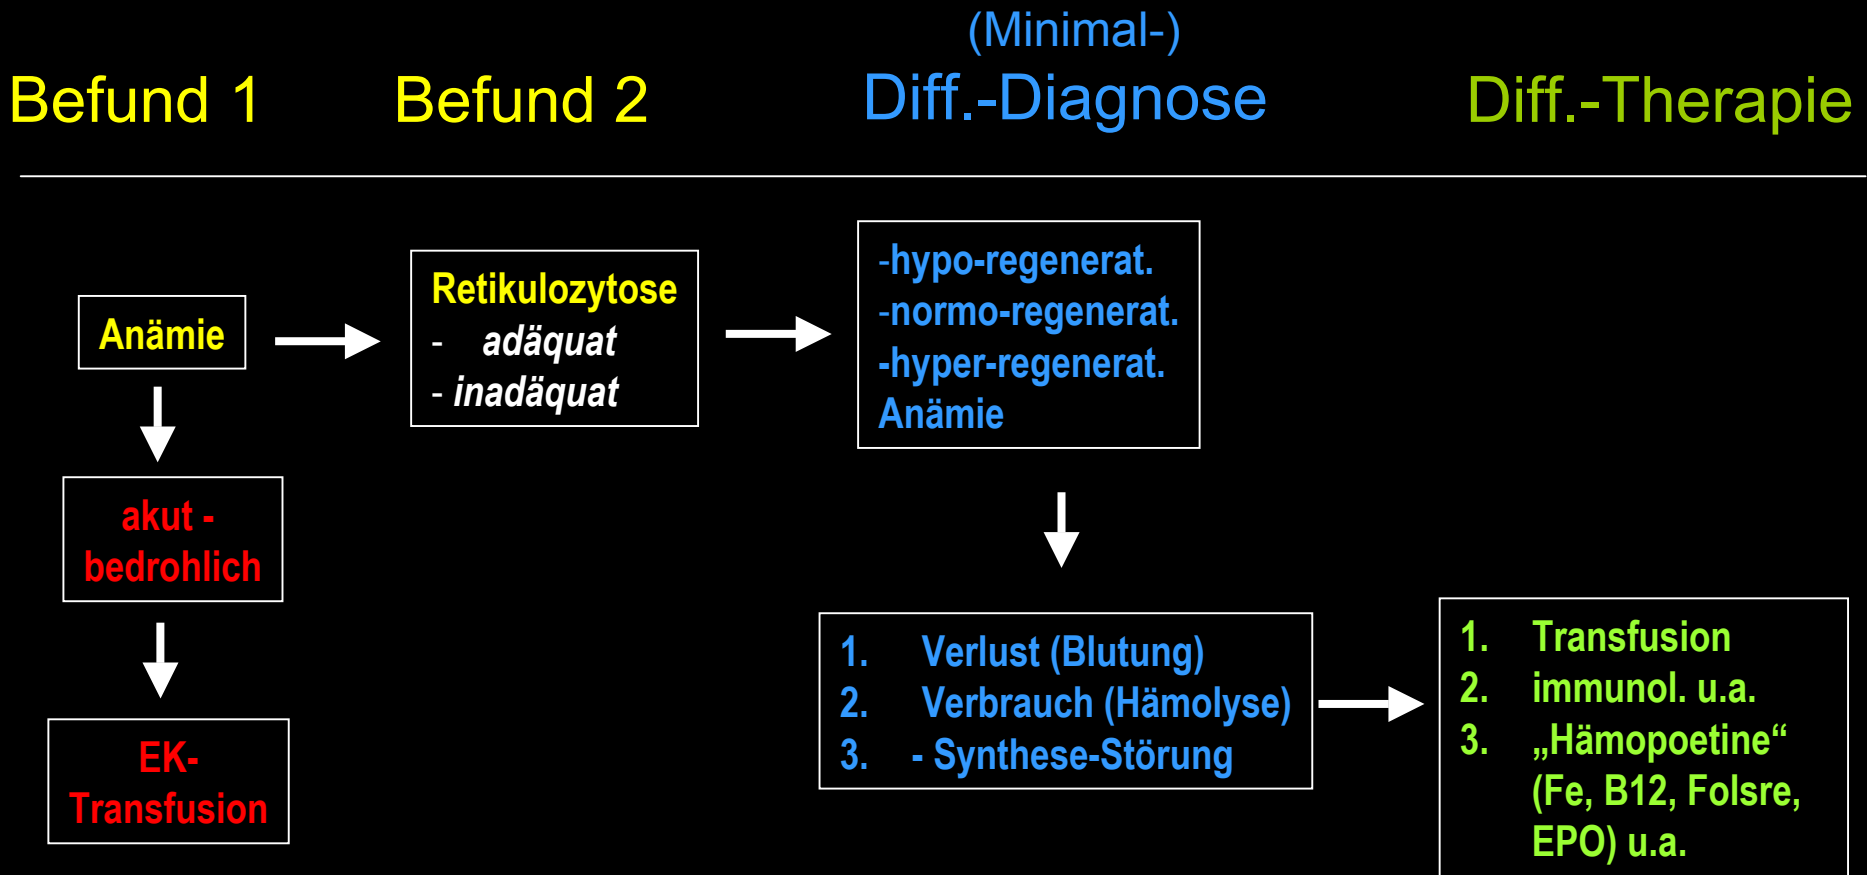 (Minimal-)
Befund 1
Befund 2
Diff.-Diagnose
Diff.-Therapie
Anämie
akut -
bedrohlich
EK-
Transfusion
Retikulozytose
- adäquat
- inadäquat
-hypo-regenerat.
-normo-regenerat.
-hyper-regenerat.
Anämie
1. Verlust (Blutung)
2. Verbrauch (Hämolyse)
3. - Synthese-Störung
1. Transfusion
2. immunol. u.a.
3. „Hämopoetine“
(Fe, B12, Folsre,
EPO) u.a.